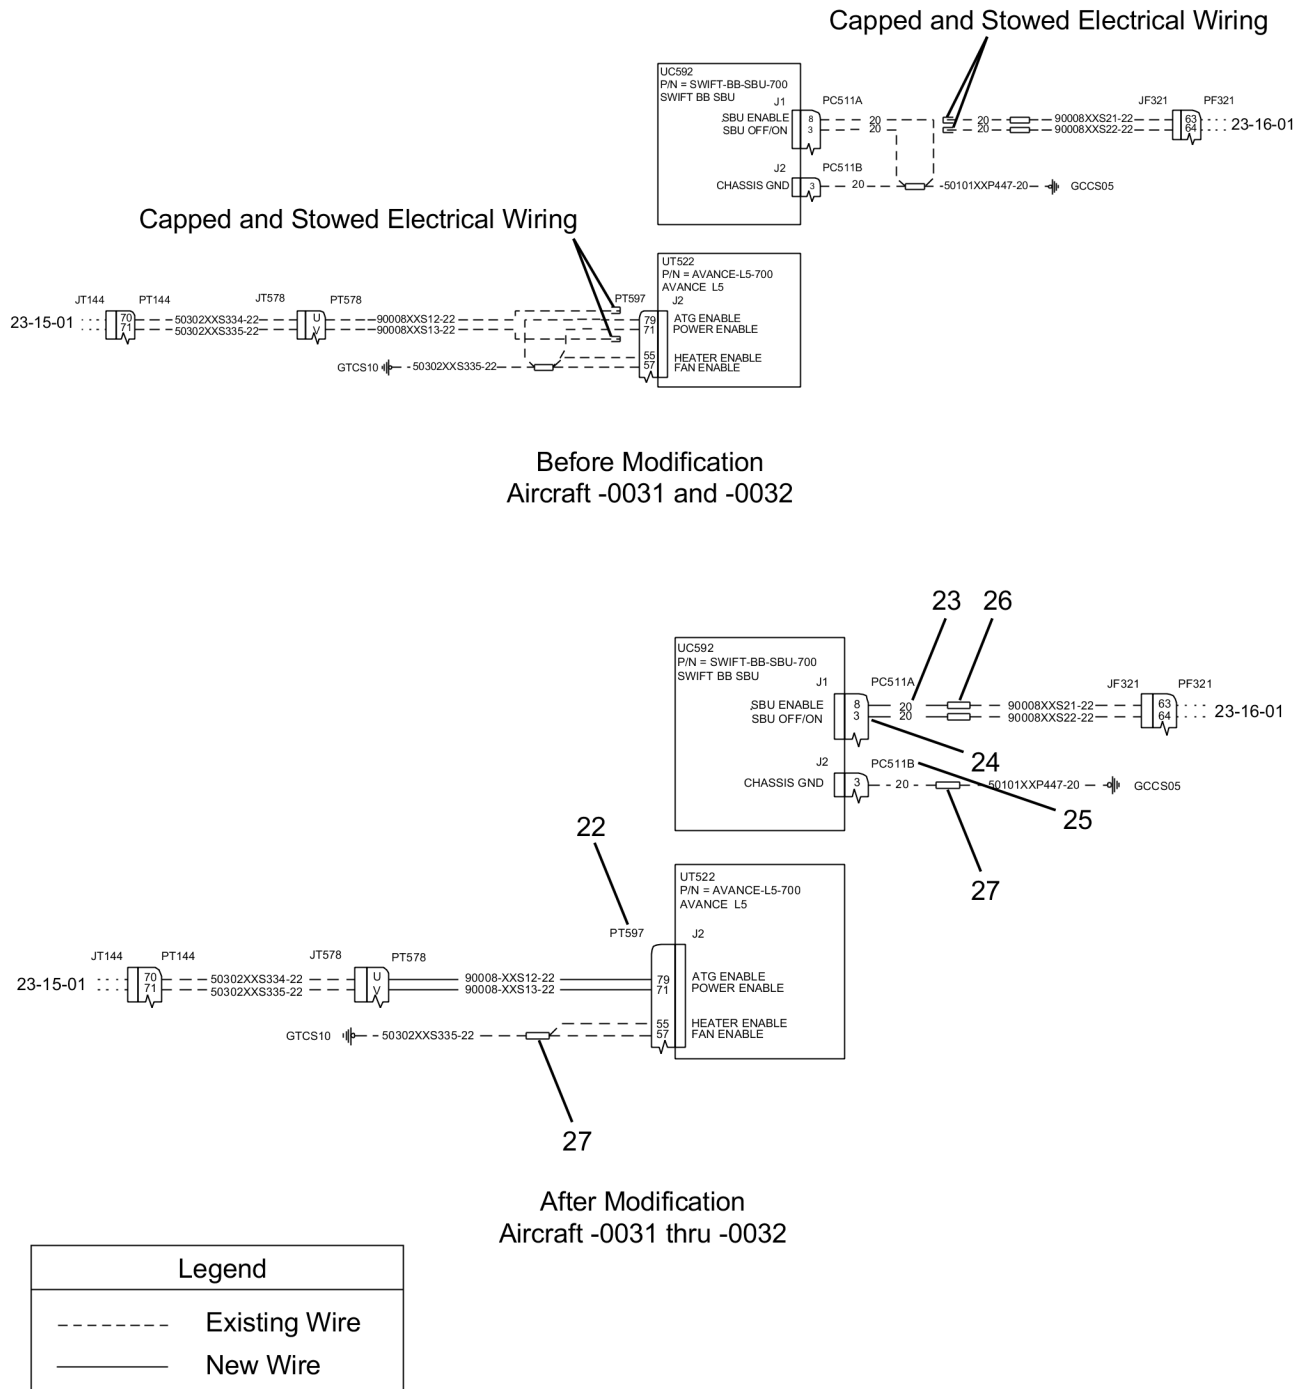 Capped and Stowed Electrical Wiring
UC592
P/N = SWIFT-BB-SBU-700
SWIFT BB SBU
J1
PC511A
JF321
PF321
SBU ENABLE
8
20
20
90008XXS21-22
63
SBU OFF/ON
3
20
20
90008XXS22-22
64
23-16-01
J2
PC511B
CHASSIS GND
3
20
50101XXP447-20
GCCS05
Capped and Stowed Electrical Wiring
UT522
P/N = AVANCE-L5-700
AVANCE L5
JT144
PT144
JT578
PT578
PT597
J2
23-15-01
70
50302XXS334-22
U
90008XXS12-22
79
ATG ENABLE
71
50302XXS335-22
V
90008XXS13-22
71
POWER ENABLE
55
HEATER ENABLE
GTCS10
50302XXS335-22
57
FAN ENABLE
Before Modification
Aircraft -0031 and -0032
23
26
UC592
P/N = SWIFT-BB-SBU-700
SWIFT BB SBU
J1
PC511A
JF321
PF321
SBU ENABLE
8
20
90008XXS21-22
63
SBU OFF/ON
3
20
90008XXS22-22
64
23-16-01
24
J2
PC511B
CHASSIS GND
3
20
50101XXP447-20
GCCS05
25
27
22
UT522
P/N = AVANCE-L5-700
AVANCE L5
PT597
J2
JT144
PT144
JT578
PT578
23-15-01
70
50302XXS334-22
U
90008-XXS12-22
79
ATG ENABLE
71
50302XXS335-22
V
90008-XXS13-22
71
POWER ENABLE
55
HEATER ENABLE
GTCS10
50302XXS335-22
57
FAN ENABLE
27
After Modification
Aircraft -0031 thru -0032
Legend
Existing Wire
New Wire